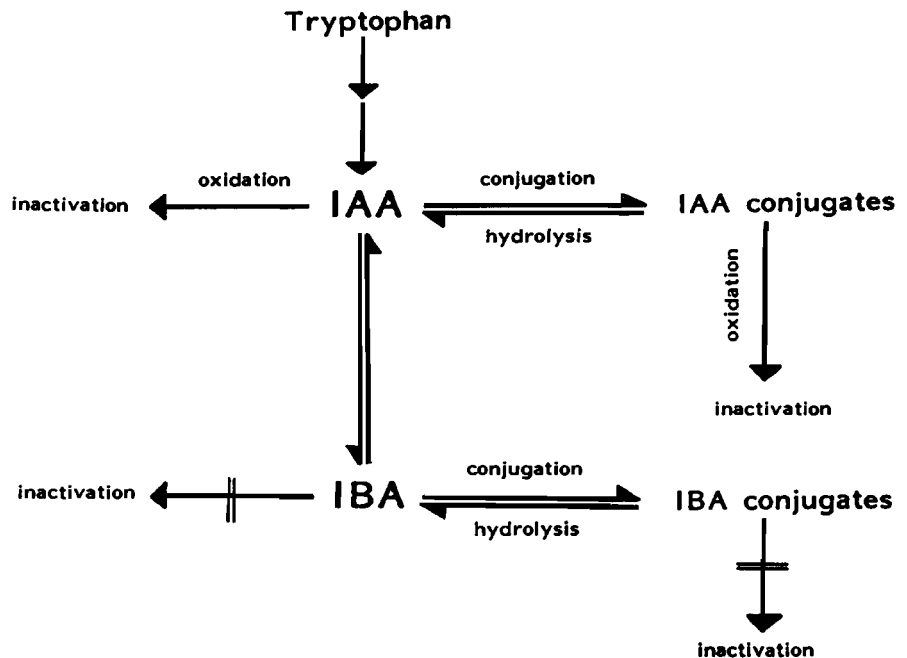 Tryptophan
oxidation
conjugation
inactivation
IAA
IAA conjugates
hydrolysis
oxidation
inactivation
conjugation
inactivation
IBA
IBA conjugates
hydrolysis
inactivation